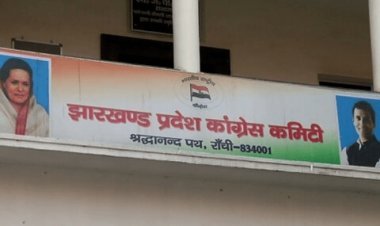 झारखण्ड प्रदेश कांग्रेस कमिटी
श्रद्धानन्द पथ, राँची-834001